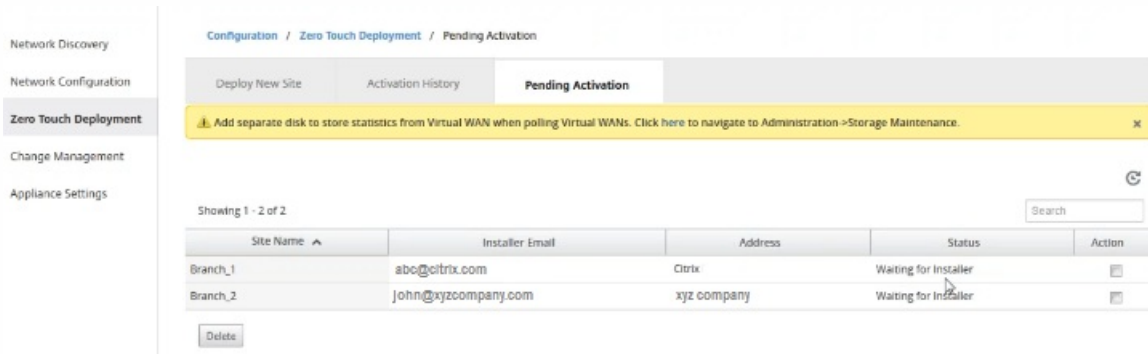 Network Discovery
Network Configuration
Zero Touch Deployment
Change Management
Appliance Settings
Configuration / Zero Touch Deployment / Pending Activation
Deploy New Site Activation History Pending Activation
Add separate disk to store statistics from Virtual WAN when polling Virtual WANs. Click here to navigate to Administration->Storage Maintenance.
Showing 1 - 2 of 2
Search
Site Name Installer Email Address Status Action
Branch_1 abc@citrix.com Citrix Waiting for Installer
Branch_2 john@xyzcompany.com xyz company Waiting for Installer
Delete